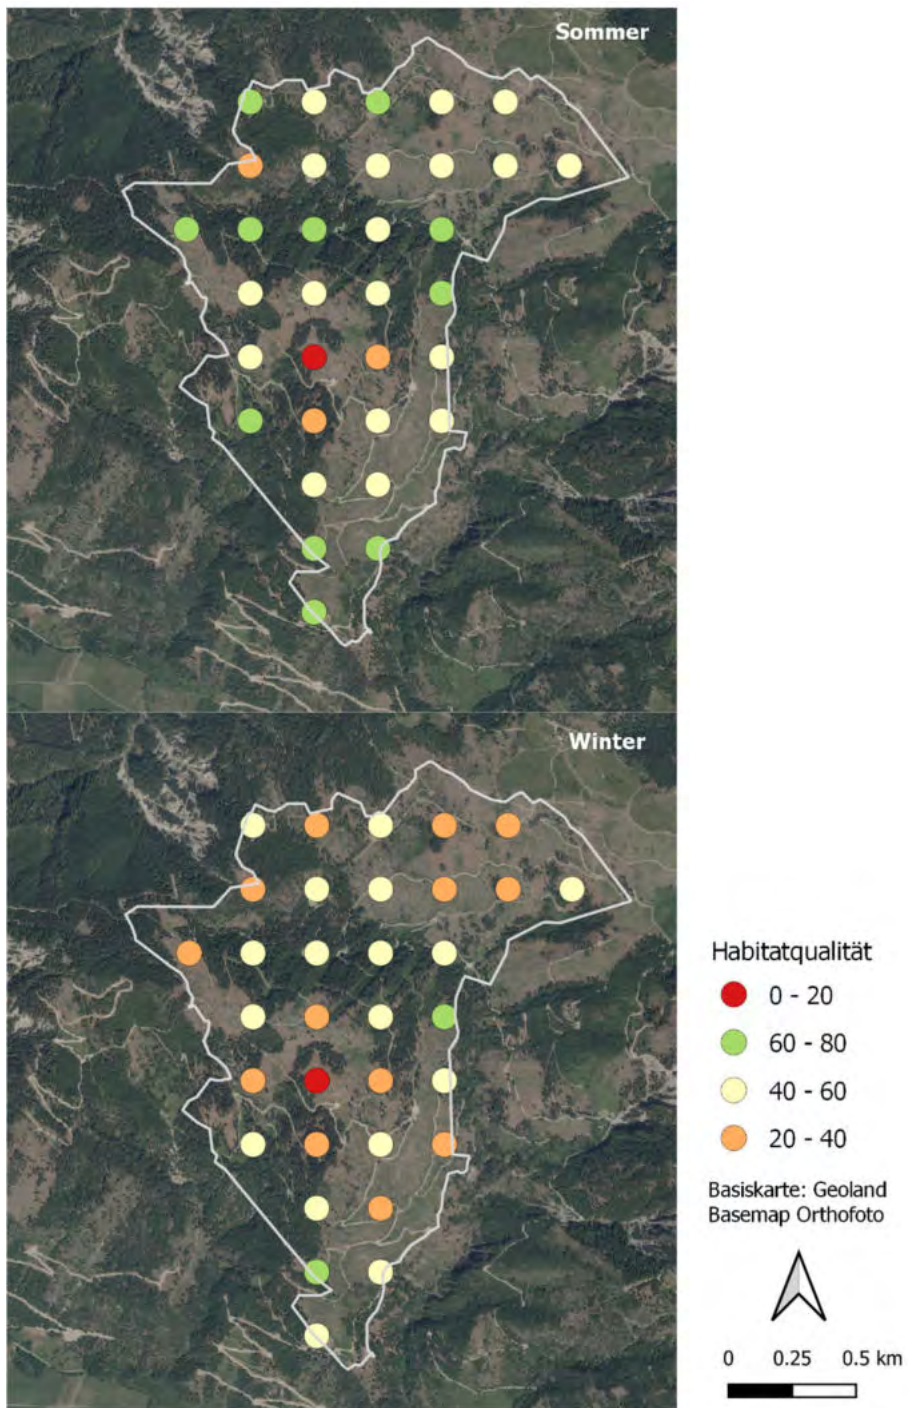 Sommer
Winter
Habitatqualität
0 - 20
60 - 80
40 - 60
20 - 40
Basiskarte: Geoland
Basemap Orthofoto
0 0.25 0.5 km